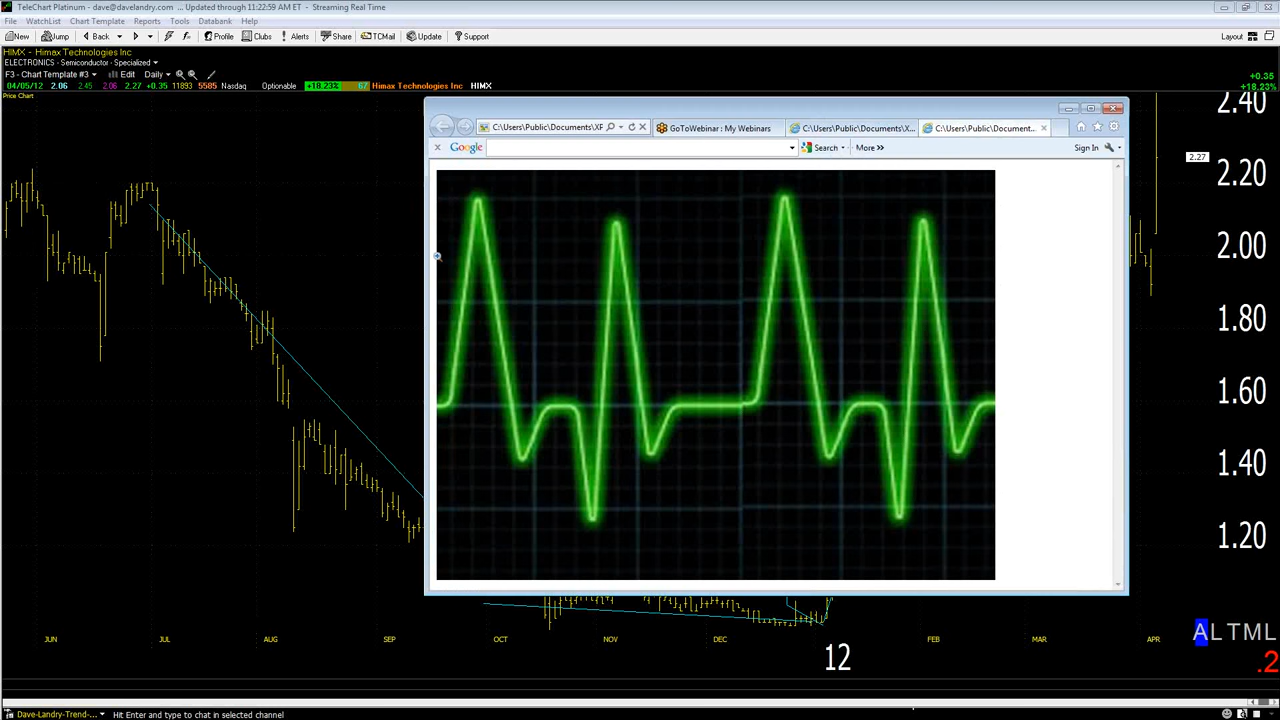 TeleChart Platinum - dave@davelandry.com ... Updated through 11:22:59 AM ET - Streaming Real Time
File WatchList Chart Template Reports Tools Databank Help
New Jump Back Profile Clubs Alerts Share TCMail Update Support Layout
HIMX - Himax Technologies Inc
ELECTRONICS - Semiconductor - Specialized
F3 - Chart Template #3 Edit Daily +0.35
04/05/12 2.06 2.45 2.06 2.27 +0.35 11893 5585 Nasdaq Optionable +18.23% 67 Himax Technologies Inc HIMX +18.23%
Price Chart
2.40
C:\Users\Public\Documents\XF GoToWebinar : My Webinars C:\Users\Public\Documents\X... C:\Users\Public\Document...
Google Search More >> Sign In
2.27
2.20
2.00
1.80
1.60
1.40
1.20
JUN JUL AUG SEP OCT NOV DEC 12 FEB MAR APR
ALTML
.2
Dave-Landry-Trend-... Hit Enter and type to chat in selected channel